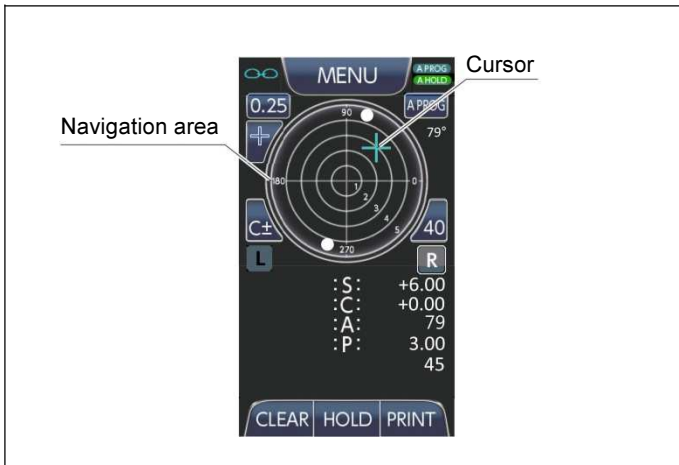 Cursor
MENU
A PROG
A HOLD
0.25
A PROG
Navigation area
90
79°
180
0
1
2
3
4
5
C±
40
270
L
R
:S: +6.00
:C: +0.00
:A: 79
:P: 3.00
45
CLEAR HOLD PRINT